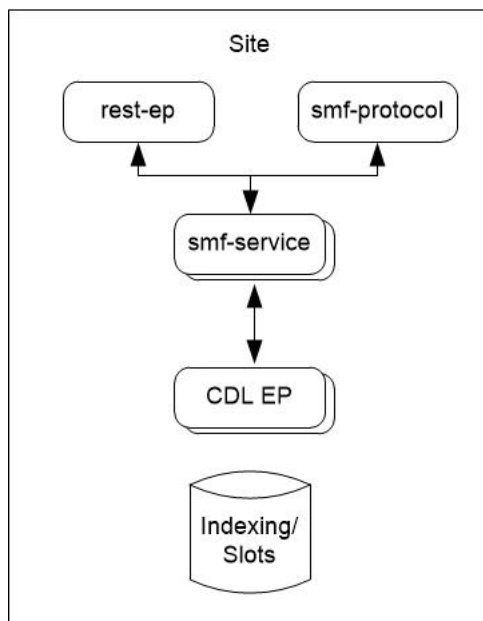 Site
rest-ep
smf-protocol
smf-service
CDL EP
Indexing/
Slots